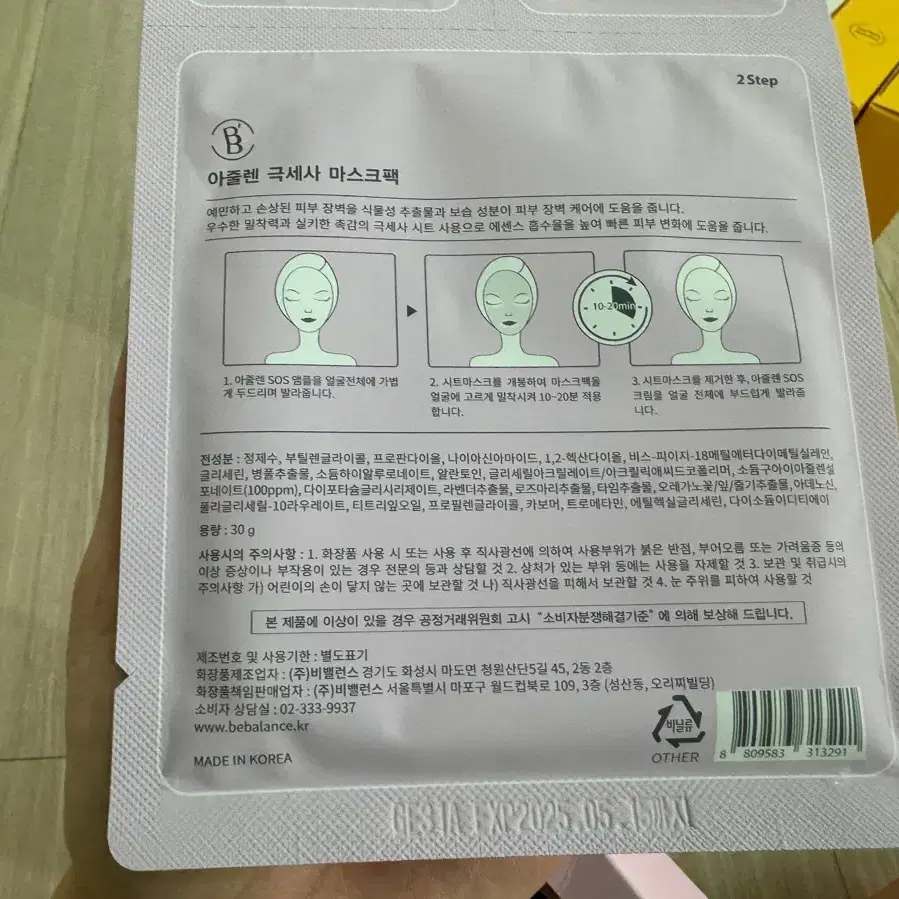 2 Step
B
아줄렌 극세사 마스크팩
예민하고 손상된 피부 장벽을 식물성 추출물과 보습 성분이 피부 장벽 케어에 도움을 줍니다.
우수한 밀착력과 실키한 촉감의 극세사 시트 사용으로 에센스 흡수율을 높여 빠른 피부 변화에 도움을 줍니다.
10-20min
1. 아줄렌 SOS 앰플을 얼굴전체에 가볍
게 두드리며 발라줍니다.
2. 시트마스크를 개봉하여 마스크팩을
얼굴에 고르게 밀착시켜 10~20분 적용
합니다.
3. 시트마스크를 제거한 후, 아줄렌 SOS
크림을 얼굴 전체에 부드럽게 발라줍
니다.
전성분 : 정제수, 부틸렌글라이콜, 프로판다이올, 나이아신아마이드, 1,2-헥산다이올, 비스-피이지-18메틸에터다이메틸실레인,
글리세린, 병풀추출물, 소듐하이알루로네이트, 알란토인, 글리세릴아크릴레이트/아크릴릭애씨드코폴리머, 소듐구아이아줄렌설
포네이트(100ppm), 다이포타슘글리시리제이트, 라벤더추출물, 로즈마리추출물, 타임추출물, 오레가노꽃/잎/줄기추출물, 아데노신,
폴리글리세릴-10라우레이트, 티트리잎오일, 프로필렌글라이콜, 카보머, 트로메타민, 에틸헥실글리세린, 다이소듐이디티에이
용량 : 30 g
사용시의 주의사항 : 1. 화장품 사용 시 또는 사용 후 직사광선에 의하여 사용부위가 붉은 반점, 부어오름 또는 가려움증 등의
이상 증상이나 부작용이 있는 경우 전문의 등과 상담할 것 2. 상처가 있는 부위 등에는 사용을 자제할 것 3. 보관 및 취급시의
주의사항 가) 어린이의 손이 닿지 않는 곳에 보관할 것 나) 직사광선을 피해서 보관할 것 4. 눈 주위를 피하여 사용할 것
본 제품에 이상이 있을 경우 공정거래위원회 고시 "소비자분쟁해결기준" 에 의해 보상해 드립니다.
제조번호 및 사용기한 : 별도표기
화장품제조업자 : (주)비밸런스 경기도 화성시 마도면 청원산단5길 45, 2동 2층
화장품책임판매업자 : (주)비밸런스 서울특별시 마포구 월드컵북로 109, 3층 (성산동, 오리찌빌딩)
소비자 상담실 : 02-333-9937
www.bebalance.kr
MADE IN KOREA
비닐류
OTHER
8 809583 313291
2025.05.